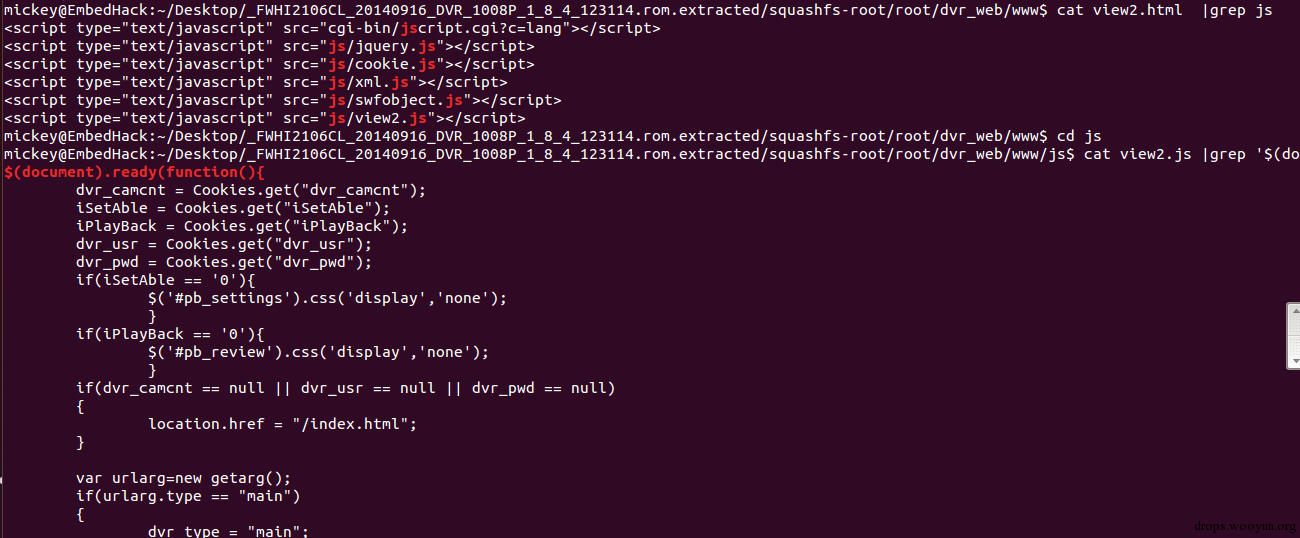 mickey@EmbedHack:~/Desktop/_FWHI2106CL_20140916_DVR_1008P_1_8_4_123114.rom.extracted/squashfs-root/root/dvr_web/www$ cat view2.html  |grep js
<script type="text/javascript" src="cgi-bin/jscript.cgi?c=lang"></script>
<script type="text/javascript" src="js/jquery.js"></script>
<script type="text/javascript" src="js/cookie.js"></script>
<script type="text/javascript" src="js/xml.js"></script>
<script type="text/javascript" src="js/swfobject.js"></script>
<script type="text/javascript" src="js/view2.js"></script>
mickey@EmbedHack:~/Desktop/_FWHI2106CL_20140916_DVR_1008P_1_8_4_123114.rom.extracted/squashfs-root/root/dvr_web/www$ cd js
mickey@EmbedHack:~/Desktop/_FWHI2106CL_20140916_DVR_1008P_1_8_4_123114.rom.extracted/squashfs-root/root/dvr_web/www/js$ cat view2.js |grep '$(do
$(document).ready(function(){
        dvr_camcnt = Cookies.get("dvr_camcnt");
        iSetAble = Cookies.get("iSetAble");
        iPlayBack = Cookies.get("iPlayBack");
        dvr_usr = Cookies.get("dvr_usr");
        dvr_pwd = Cookies.get("dvr_pwd");
        if(iSetAble == '0'){
                $('#pb_settings').css('display','none');
                }
        if(iPlayBack == '0'){
                $('#pb_review').css('display','none');
                }
        if(dvr_camcnt == null || dvr_usr == null || dvr_pwd == null)
        {
                location.href = "/index.html";
        }
        var urlarg=new getarg();
        if(urlarg.type == "main")
        {
                dvr_type = "main";
drops.wooyun.org